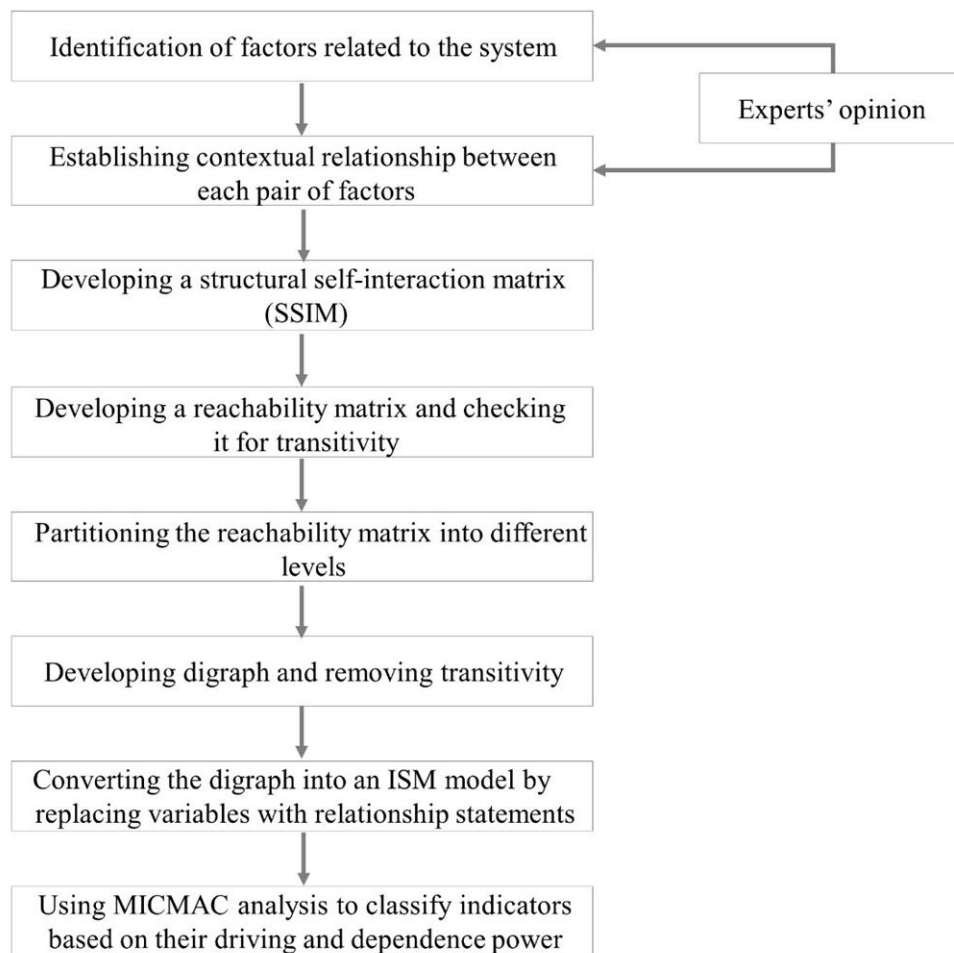 Identification of factors related to the system
Experts’ opinion
Establishing contextual relationship between
each pair of factors
Developing a structural self-interaction matrix
(SSIM)
Developing a reachability matrix and checking
it for transitivity
Partitioning the reachability matrix into different
levels
Developing digraph and removing transitivity
Converting the digraph into an ISM model by
replacing variables with relationship statements
Using MICMAC analysis to classify indicators
based on their driving and dependence power